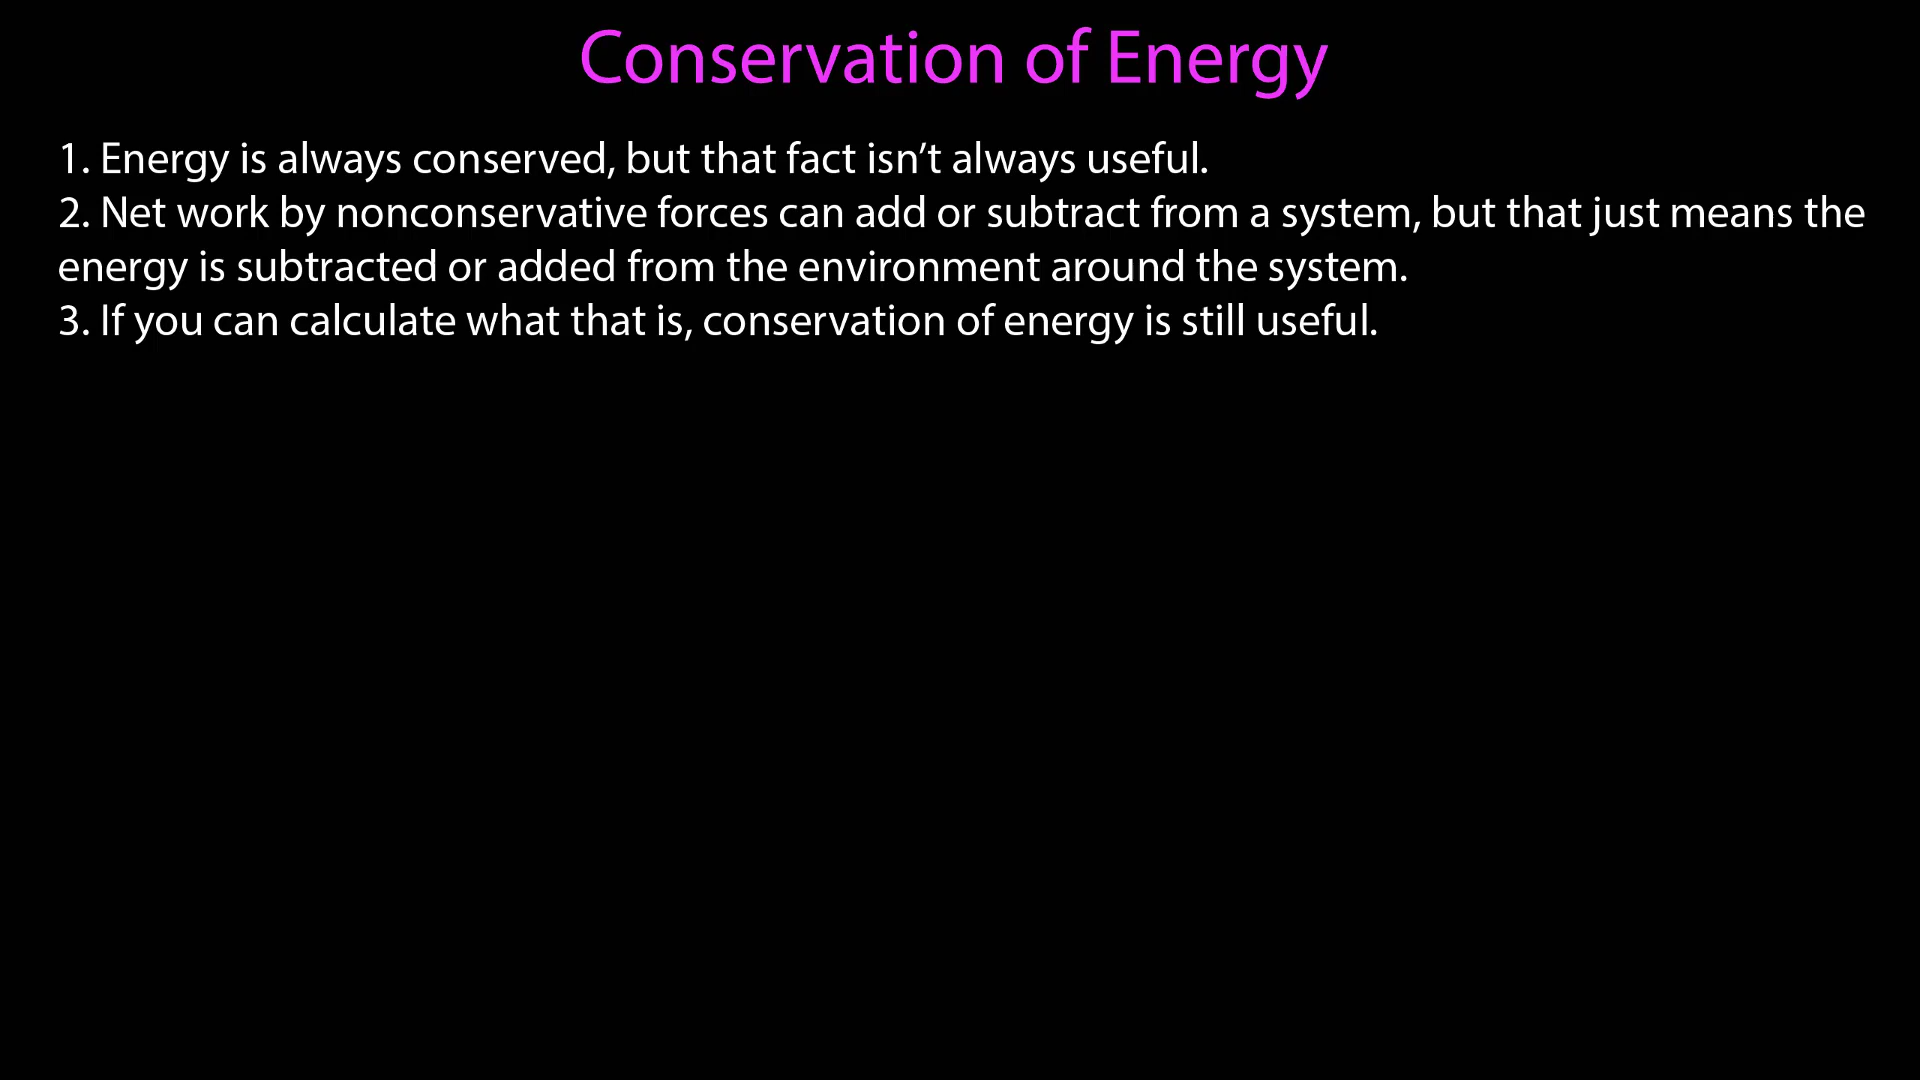 Conservation of Energy
1. Energy is always conserved, but that fact isn’t always useful.
2. Net work by nonconservative forces can add or subtract from a system, but that just means the
energy is subtracted or added from the environment around the system.
3. If you can calculate what that is, conservation of energy is still useful.